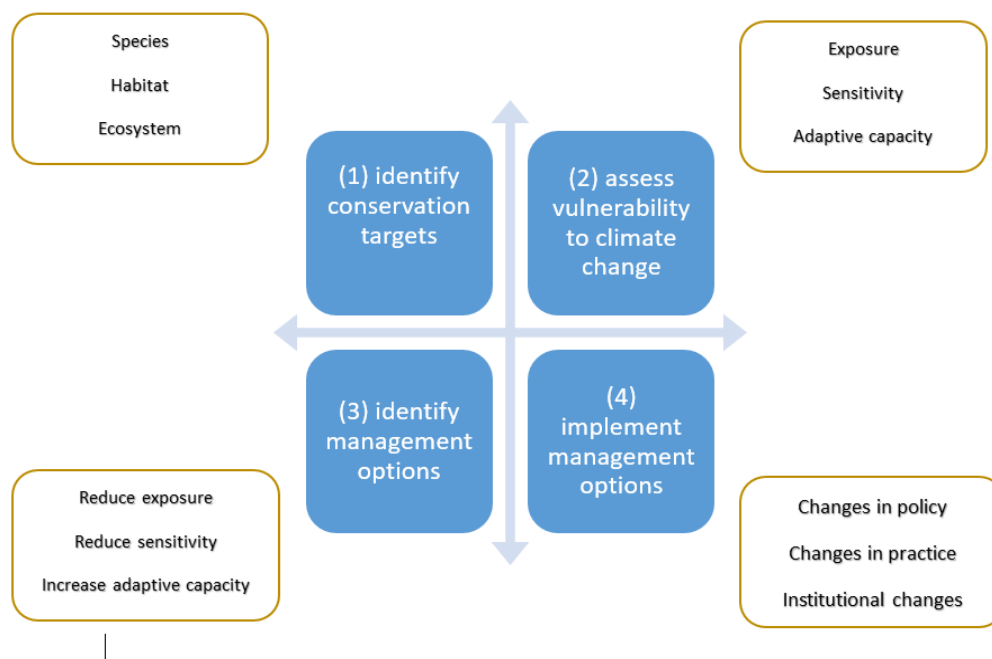 Species
Habitat
Ecosystem
Exposure
Sensitivity
Adaptive capacity
(1) identify
conservation
targets
(2) assess
vulnerability
to climate
change
(3) identify
management
options
(4)
implement
management
options
Reduce exposure
Reduce sensitivity
Increase adaptive capacity
Changes in policy
Changes in practice
Institutional changes